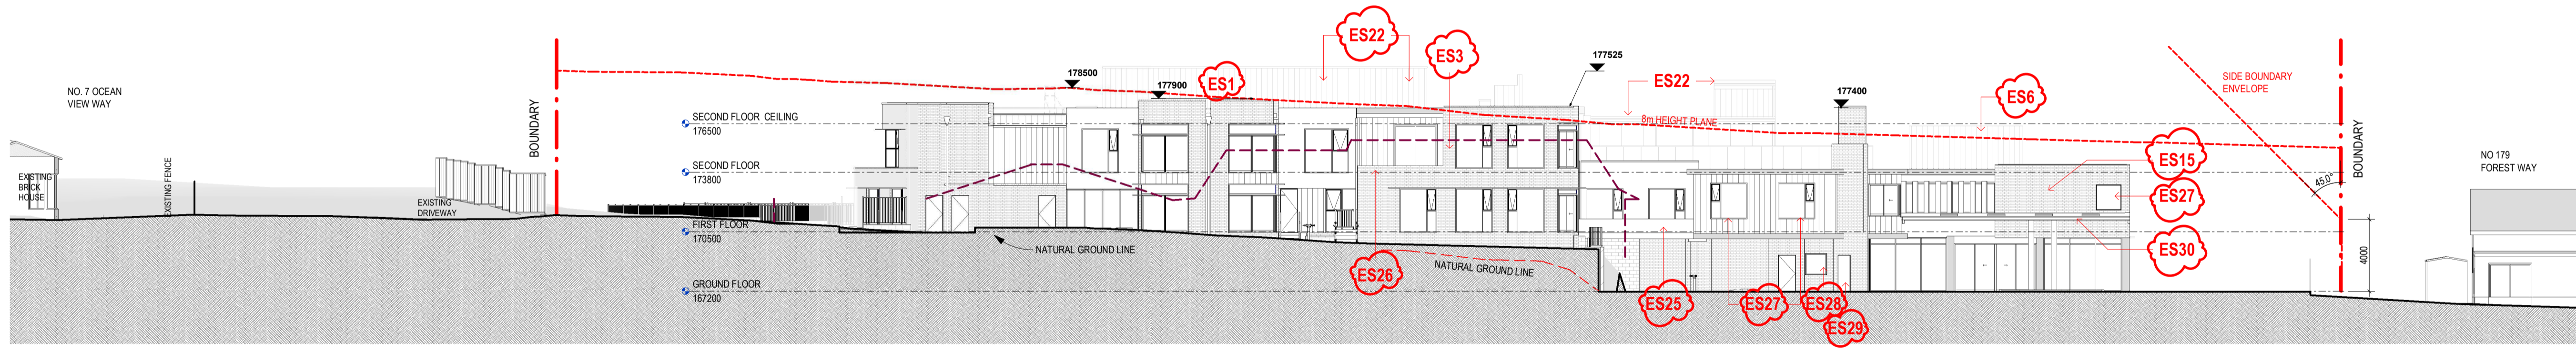 NO. 7 OCEAN
VIEW WAY
EXISTING
BRICK
HOUSE
EXISTING FENCE
EXISTING
DRIVEWAY
BOUNDARY
SECOND FLOOR CEILING
176500
SECOND FLOOR
173800
FIRST FLOOR
170500
GROUND FLOOR
167200
NATURAL GROUND LINE
178500
177900
ES1
ES22
ES3
177525
ES22
8m HEIGHT PLANE
177400
ES6
SIDE BOUNDARY
ENVELOPE
ES15
ES27
ES30
ES26
NATURAL GROUND LINE
ES25
ES27
ES28
ES29
45.0°
4000
BOUNDARY
NO 179
FOREST WAY